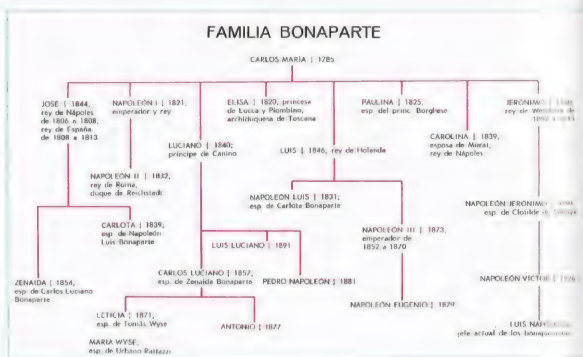 FAMILIA BONAPARTE
CARLOS MARÍA | 1785
JOSÉ | 1844,
rey de Nápoles
de 1806 a 1808,
rey de España
de 1808 a 1813
NAPOLEÓN I | 1821,
emperador y rey
LUCIANO | 1840;
príncipe de Canino
ELISA | 1820, princesa
de Lucca y Piombino,
archiduquesa de Toscana
LUIS | 1846, rey de Holanda
PAULINA | 1825,
esp. del princ. Borghese
CAROLINA | 1839,
esposa de Murat,
rey de Nápoles
JERÓNIMO |
rey de
NAPOLEÓN II | 1832,
rey de Roma,
duque de Reichstedt
NAPOLEÓN LUIS | 1831;
esp. de Carlota Bonaparte
NAPOLEÓN JERÓNIMO
esp. de Clotilde de
CARLOTA | 1839;
esp. de Napoleón
Luis Bonaparte
LUIS LUCIANO | 1891
NAPOLEÓN III | 1873,
emperador de
1852 a 1870
ZENAIDA | 1854,
esp. de Carlos Luciano
Bonaparte
CARLOS LUCIANO | 1857,
esp. de Zenaida Bonaparte
PEDRO NAPOLEÓN | 1881
NAPOLEÓN VÍCTOR | 1926
LETICIA | 1871,
esp. de Tomás Wyse
ANTONIO | 1877
NAPOLEÓN EUGENIO | 1879
LUIS
jefe actual de los
MARÍA WYSE,
esp. de Urbano Rattazzi